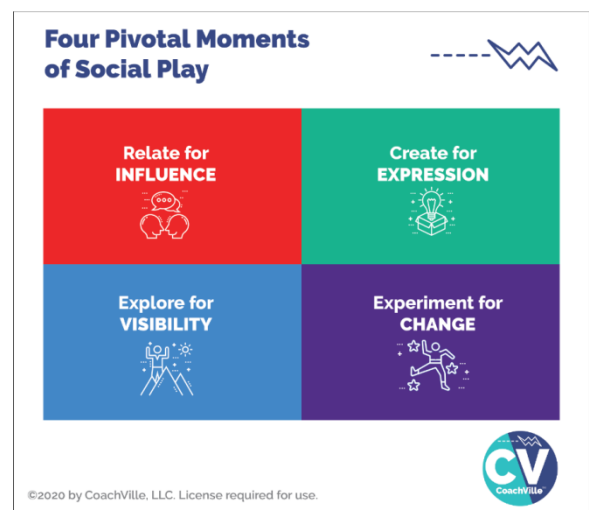 Four Pivotal Moments
of Social Play
Relate for
INFLUENCE
Create for
EXPRESSION
Explore for
VISIBILITY
Experiment for
CHANGE
CV
CoachVille
©2020 by CoachVille, LLC. License required for use.